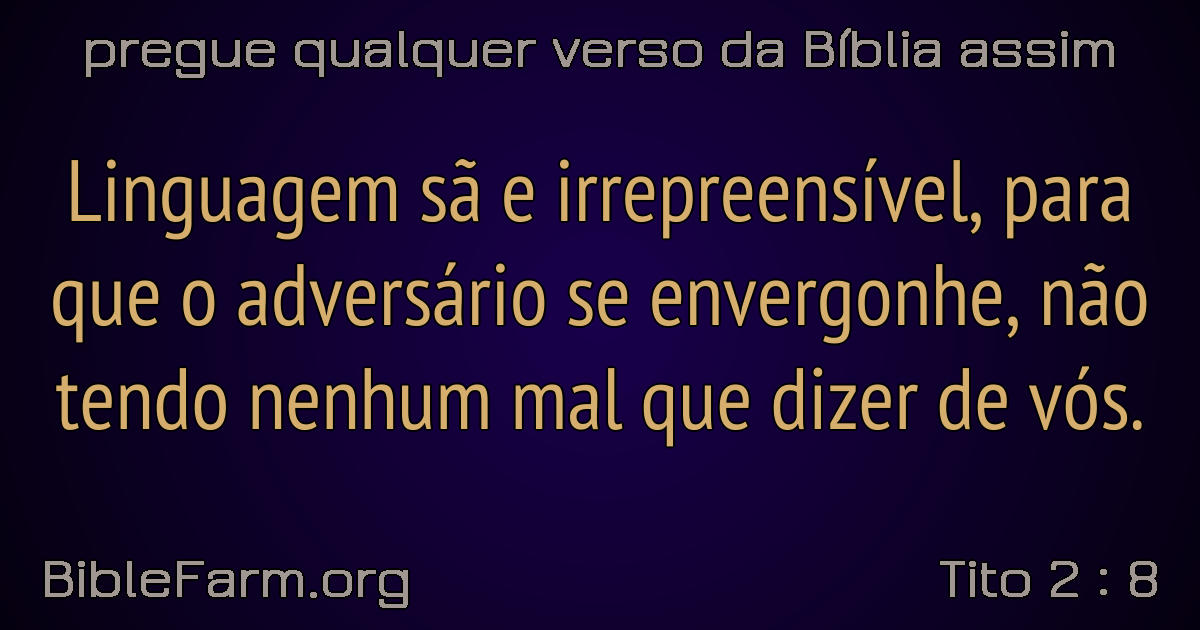 pregue qualquer verso da Bíblia assim
Linguagem sã e irrepreensível, para
que o adversário se envergonhe, não
tendo nenhum mal que dizer de vós.
BibleFarm.org
Tito 2 : 8